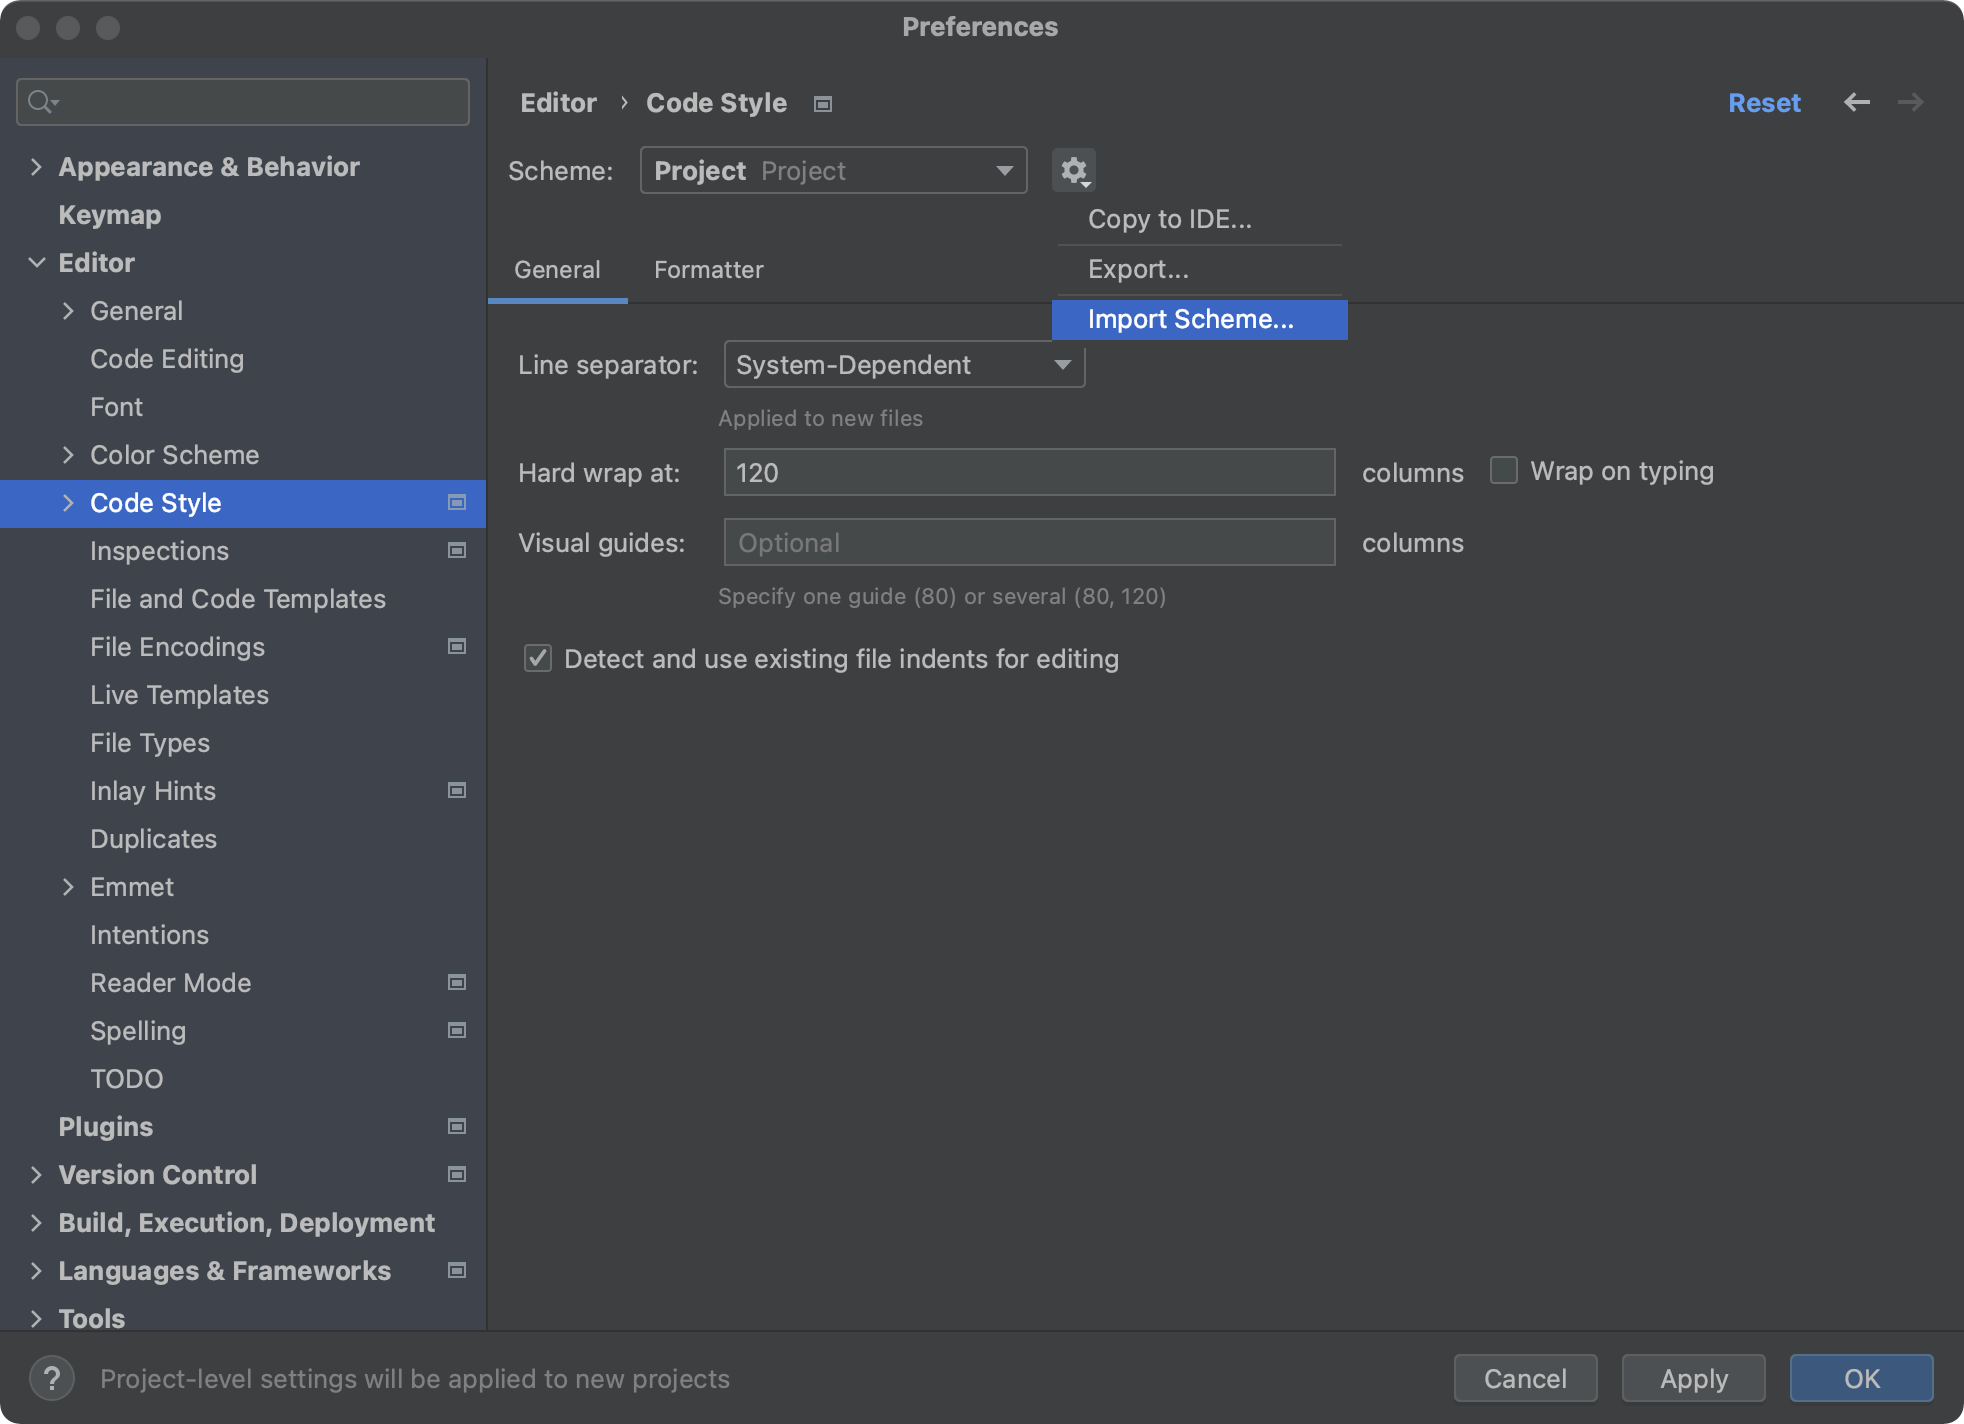 Preferences
Appearance & Behavior
Keymap
Editor
General
Code Editing
Font
Color Scheme
Code Style
Inspections
File and Code Templates
File Encodings
Live Templates
File Types
Inlay Hints
Duplicates
Emmet
Intentions
Reader Mode
Spelling
TODO
Plugins
Version Control
Build, Execution, Deployment
Languages & Frameworks
Tools
Editor › Code Style
Reset
Scheme: Project Project
Copy to IDE...
Export...
Import Scheme...
General Formatter
Line separator: System-Dependent
Applied to new files
Hard wrap at: 120 columns Wrap on typing
Visual guides: Optional columns
Specify one guide (80) or several (80, 120)
Detect and use existing file indents for editing
? Project-level settings will be applied to new projects
Cancel Apply OK